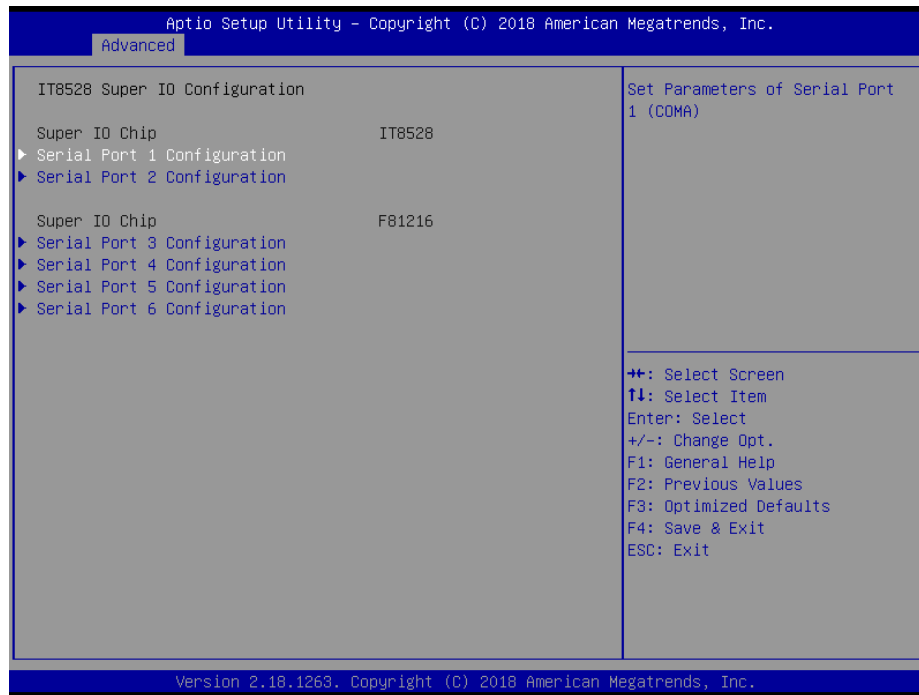 Aptio Setup Utility – Copyright (C) 2018 American Megatrends, Inc.
Advanced
IT8528 Super IO Configuration
Super IO Chip IT8528
▶ Serial Port 1 Configuration
▶ Serial Port 2 Configuration
Super IO Chip F81216
▶ Serial Port 3 Configuration
▶ Serial Port 4 Configuration
▶ Serial Port 5 Configuration
▶ Serial Port 6 Configuration
Set Parameters of Serial Port
1 (COMA)
→←: Select Screen
↑↓: Select Item
Enter: Select
+/-: Change Opt.
F1: General Help
F2: Previous Values
F3: Optimized Defaults
F4: Save & Exit
ESC: Exit
Version 2.18.1263. Copyright (C) 2018 American Megatrends, Inc.